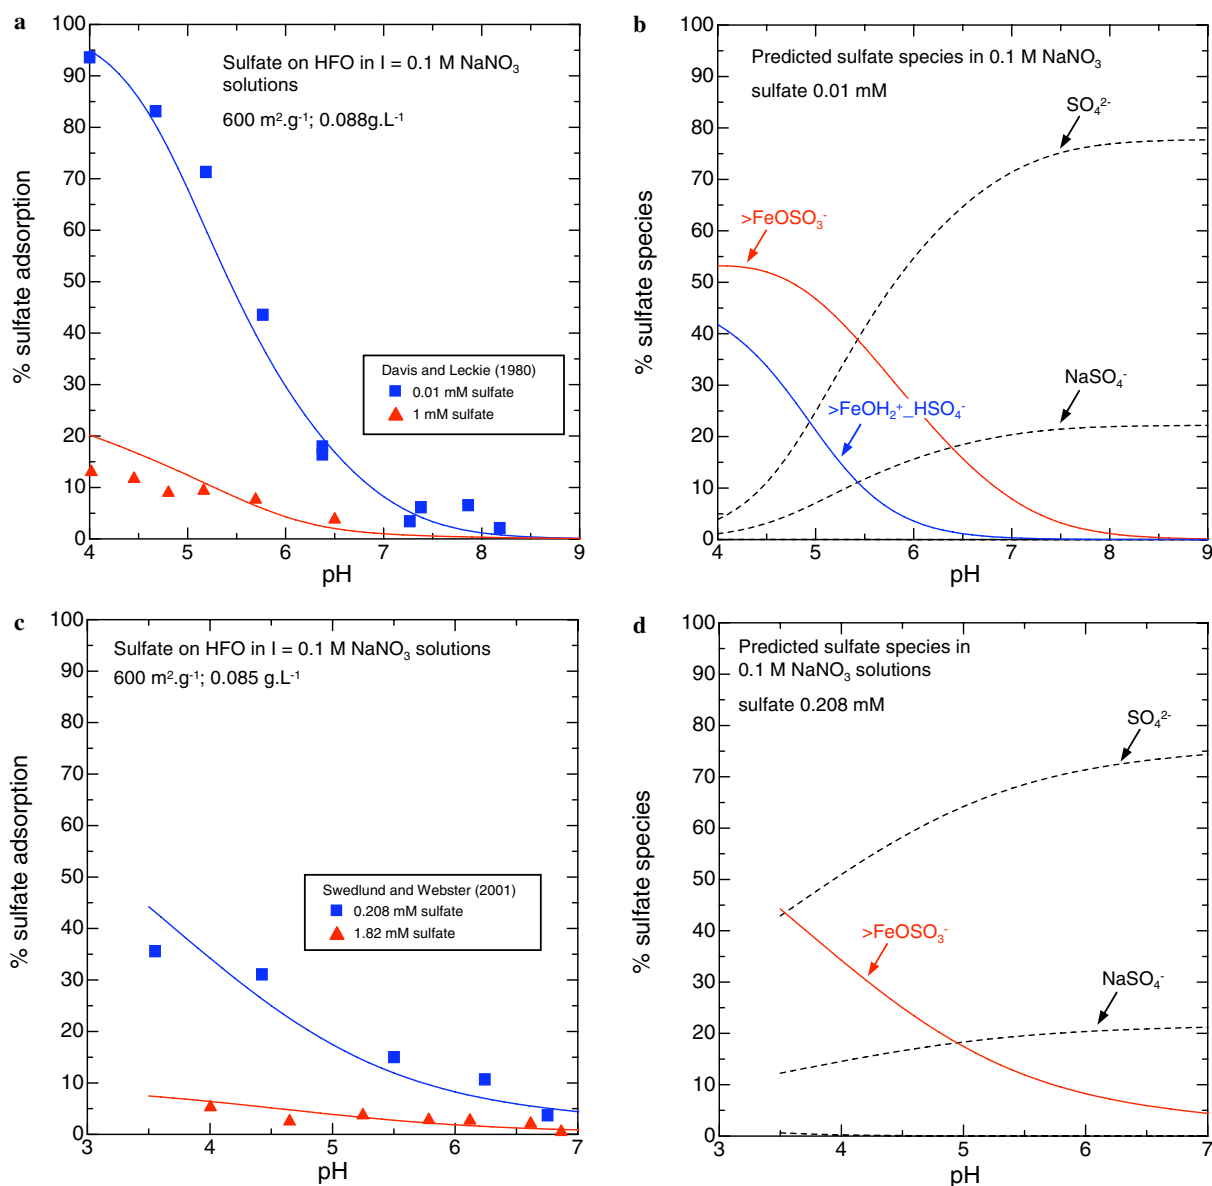 a
100
90
80
70
60
50
40
30
20
10
0
% sulfate adsorption
Sulfate on HFO in I = 0.1 M NaNO₃
solutions
600 m².g⁻¹; 0.088g.L⁻¹
Davis and Leckie (1980)
0.01 mM sulfate
1 mM sulfate
4 5 6 7 8 9
pH
b
100
90
80
70
60
50
40
30
20
10
0
% sulfate species
Predicted sulfate species in 0.1 M NaNO₃
sulfate 0.01 mM
SO₄²⁻
>FeOSO₃⁻
NaSO₄⁻
>FeOH₂⁺_HSO₄⁻
4 5 6 7 8 9
pH
c
100
90
80
70
60
50
40
30
20
10
0
% sulfate adsorption
Sulfate on HFO in I = 0.1 M NaNO₃ solutions
600 m².g⁻¹; 0.085 g.L⁻¹
Swedlund and Webster (2001)
0.208 mM sulfate
1.82 mM sulfate
3 4 5 6 7
pH
d
100
90
80
70
60
50
40
30
20
10
0
% sulfate species
Predicted sulfate species in
0.1 M NaNO₃ solutions
sulfate 0.208 mM
SO₄²⁻
>FeOSO₃⁻
NaSO₄⁻
3 4 5 6 7
pH